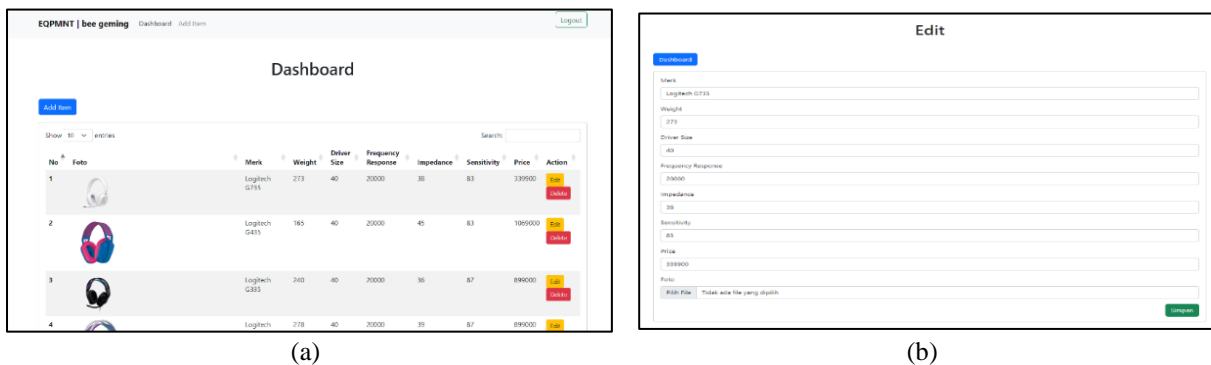 EQPMNT | bee geming Dashboard Add Item Logout
Dashboard
Add Item
Show 10 entries Search:
No Foto Merk Weight Driver Size Frequency Response Impedance Sensitivity Price Action
1 Logitech G735 273 40 20000 38 83 339900 Edit Delete
2 Logitech G435 165 40 20000 45 83 1069000 Edit Delete
3 Logitech G335 240 40 20000 36 87 899000 Edit Delete
4 Logitech 278 40 20000 39 87 899000 Edit
(a)
Edit
Dashboard
Merk
Logitech G735
Weight
273
Driver Size
40
Frequency Response
20000
Impedance
38
Sensitivity
83
Price
339900
Foto
Pilih File Tidak ada file yang dipilih
Simpan
(b)